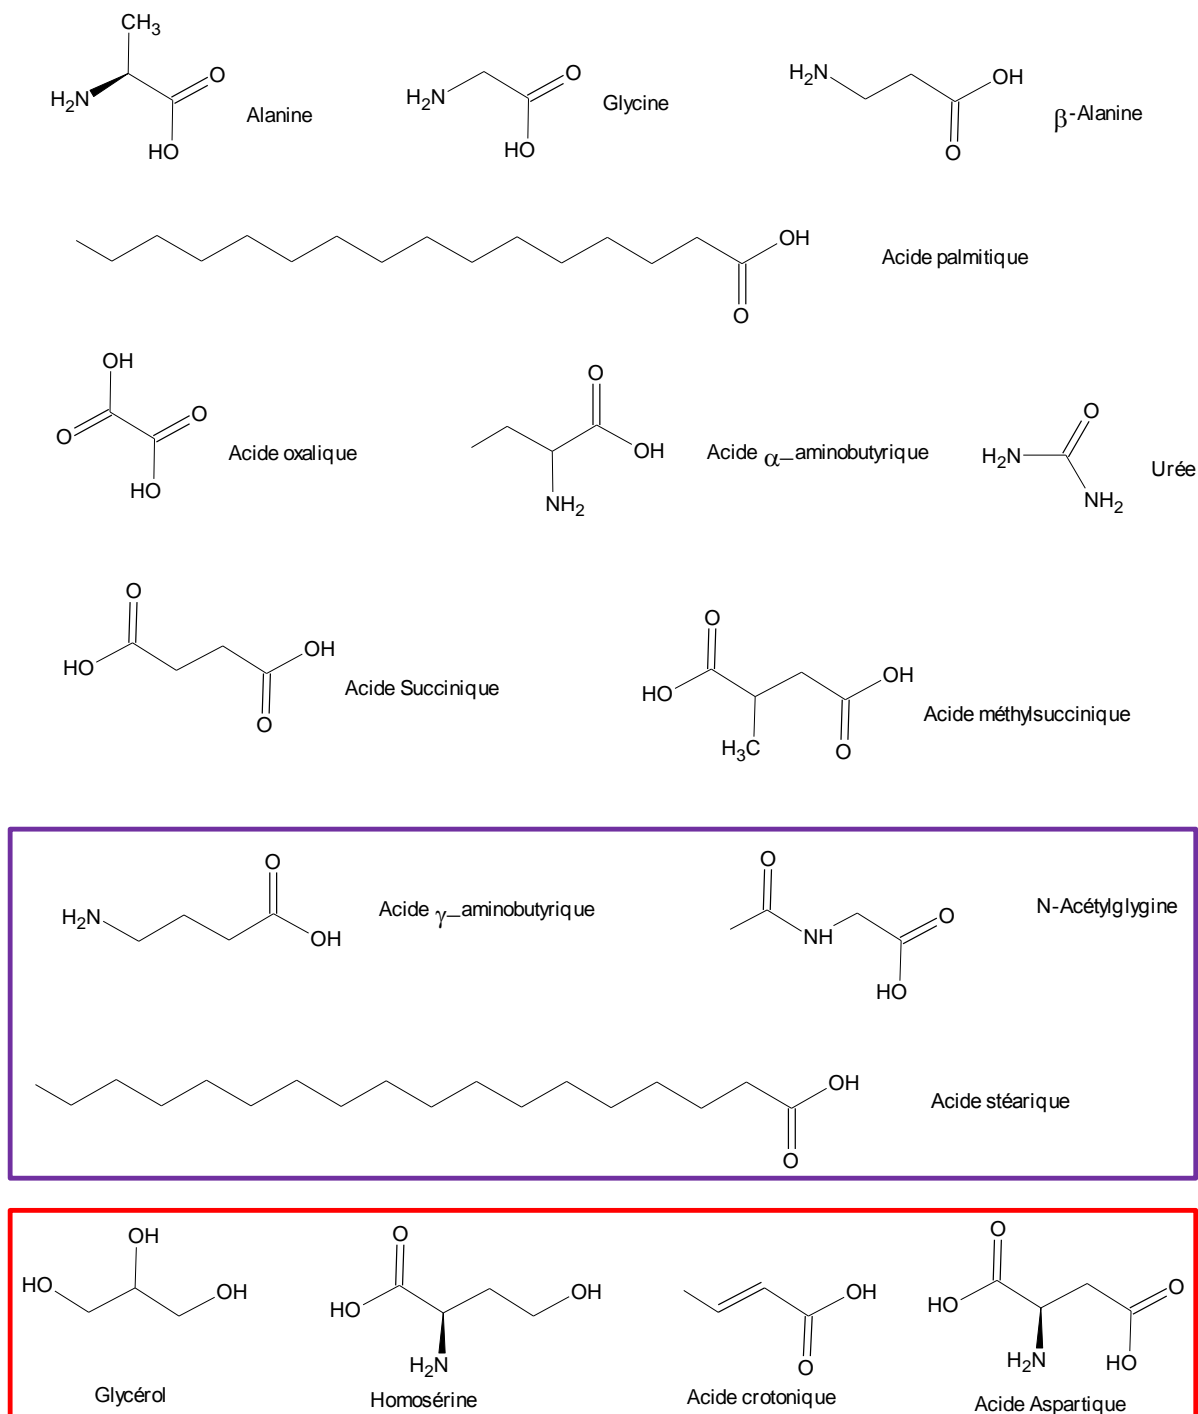 CH3
H2N
O
HO
Alanine
H2N
O
HO
Glycine
H2N
OH
O
β-Alanine
OH
O
Acide palmitique
OH
O
O
HO
Acide oxalique
O
OH
NH2
Acide α–aminobutyrique
O
H2N
NH2
Urée
O
HO
OH
O
Acide Succinique
O
HO
OH
H3C
O
Acide méthylsuccinique
O
H2N
OH
Acide γ–aminobutyrique
O
NH
O
HO
N-Acétylglygine
OH
O
Acide stéarique
OH
HO
OH
Glycérol
O
HO
OH
H2N
Homosérine
OH
O
Acide crotonique
O
HO
O
H2N
HO
Acide Aspartique